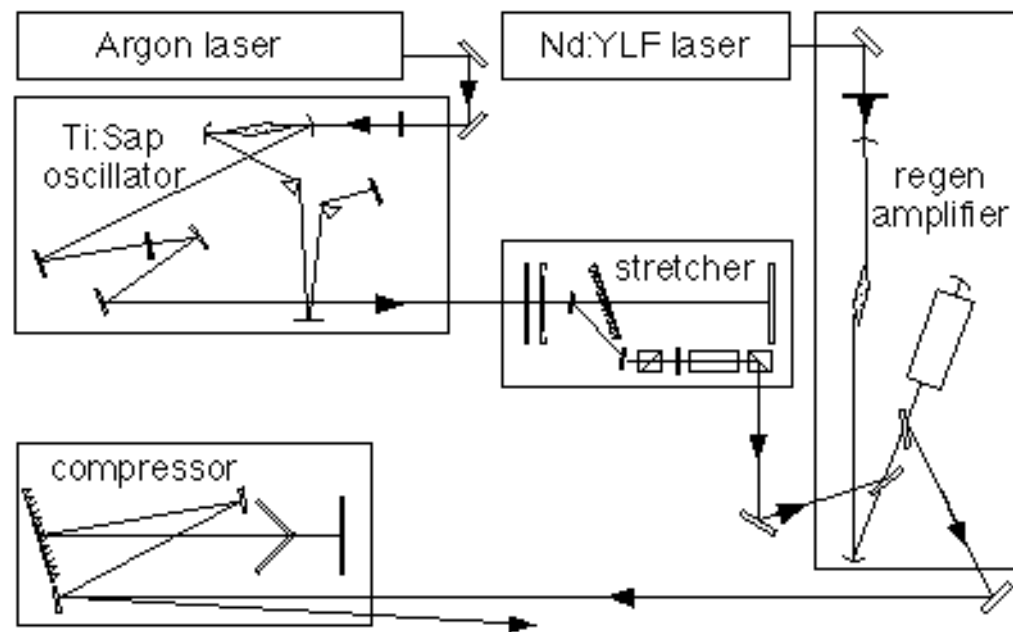 Argon laser
Nd:YLF laser
Ti:Sap
oscillator
regen
amplifier
stretcher
compressor